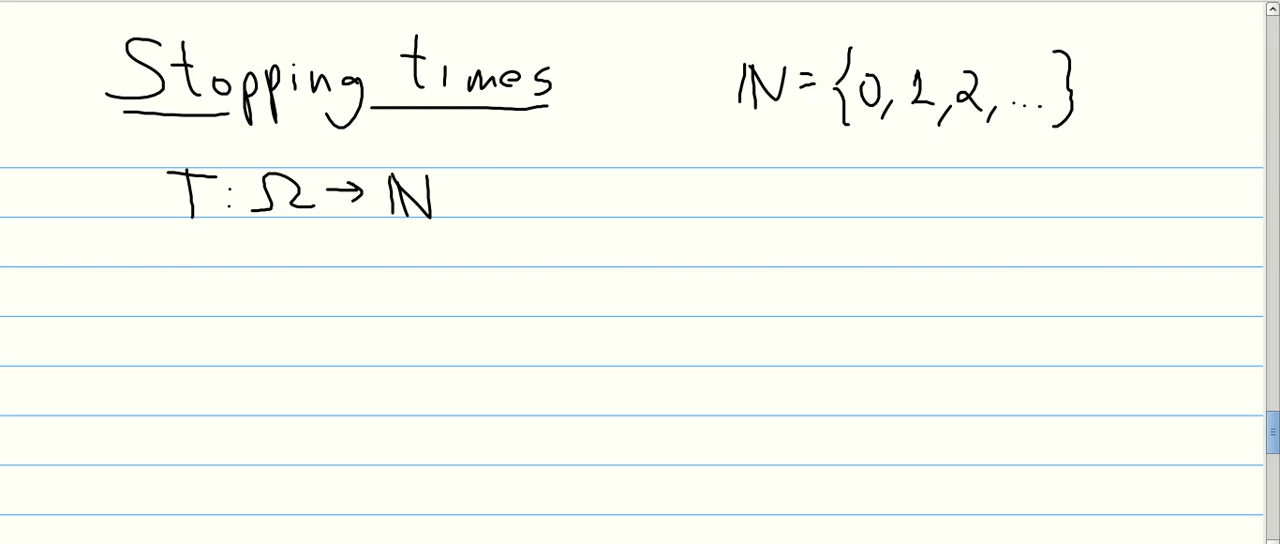 Stopping times
ℕ = {0, 1, 2, ...}
T: Ω → ℕ